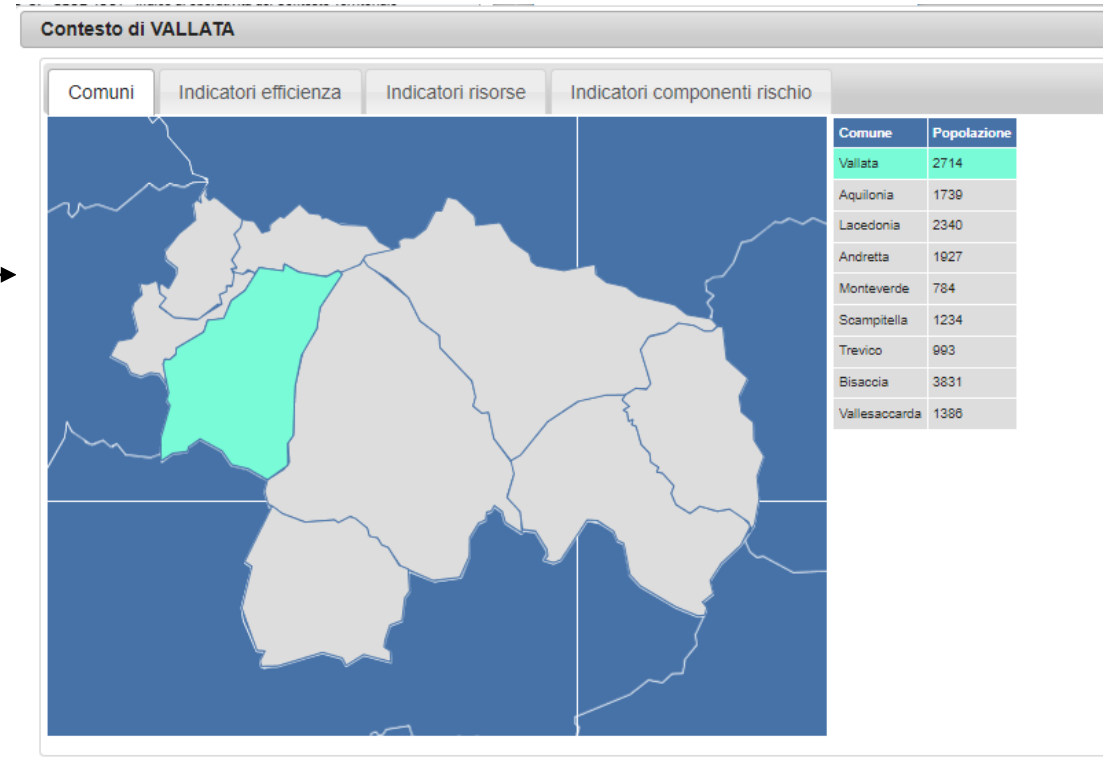 Contesto di VALLATA
Comuni Indicatori efficienza Indicatori risorse Indicatori componenti rischio
Comune Popolazione
Vallata 2714
Aquilonia 1739
Lacedonia 2340
Andretta 1927
Monteverde 784
Scampitella 1234
Trevico 993
Bisaccia 3831
Vallesaccarda 1386